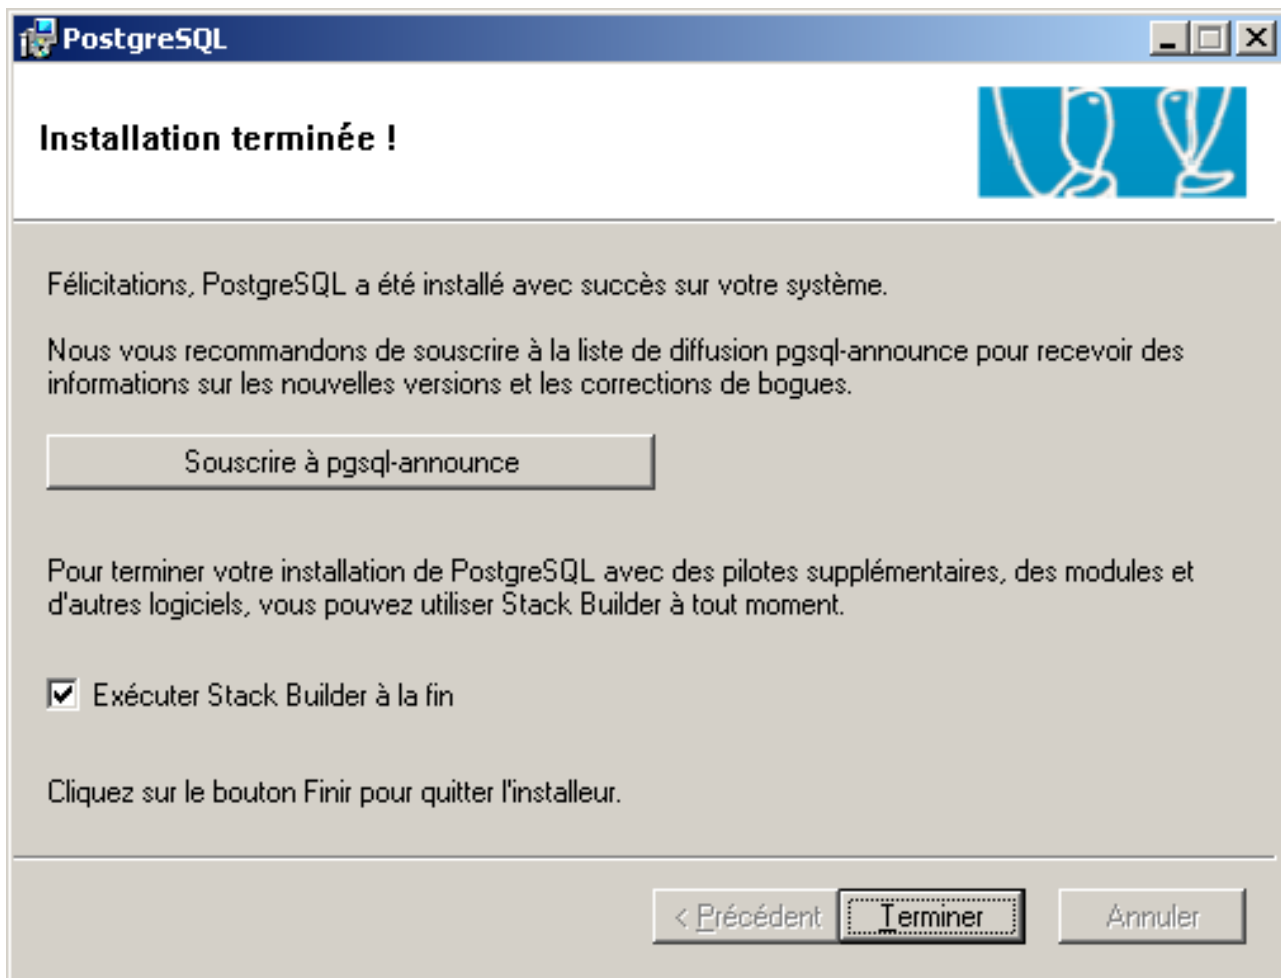 PostgreSQL
Installation terminée !
Félicitations, PostgreSQL a été installé avec succès sur votre système.
Nous vous recommandons de souscrire à la liste de diffusion pgsql-announce pour recevoir des
informations sur les nouvelles versions et les corrections de bogues.
Souscrire à pgsql-announce
Pour terminer votre installation de PostgreSQL avec des pilotes supplémentaires, des modules et
d'autres logiciels, vous pouvez utiliser Stack Builder à tout moment.
Exécuter Stack Builder à la fin
Cliquez sur le bouton Finir pour quitter l'installeur.
< Précédent Terminer Annuler